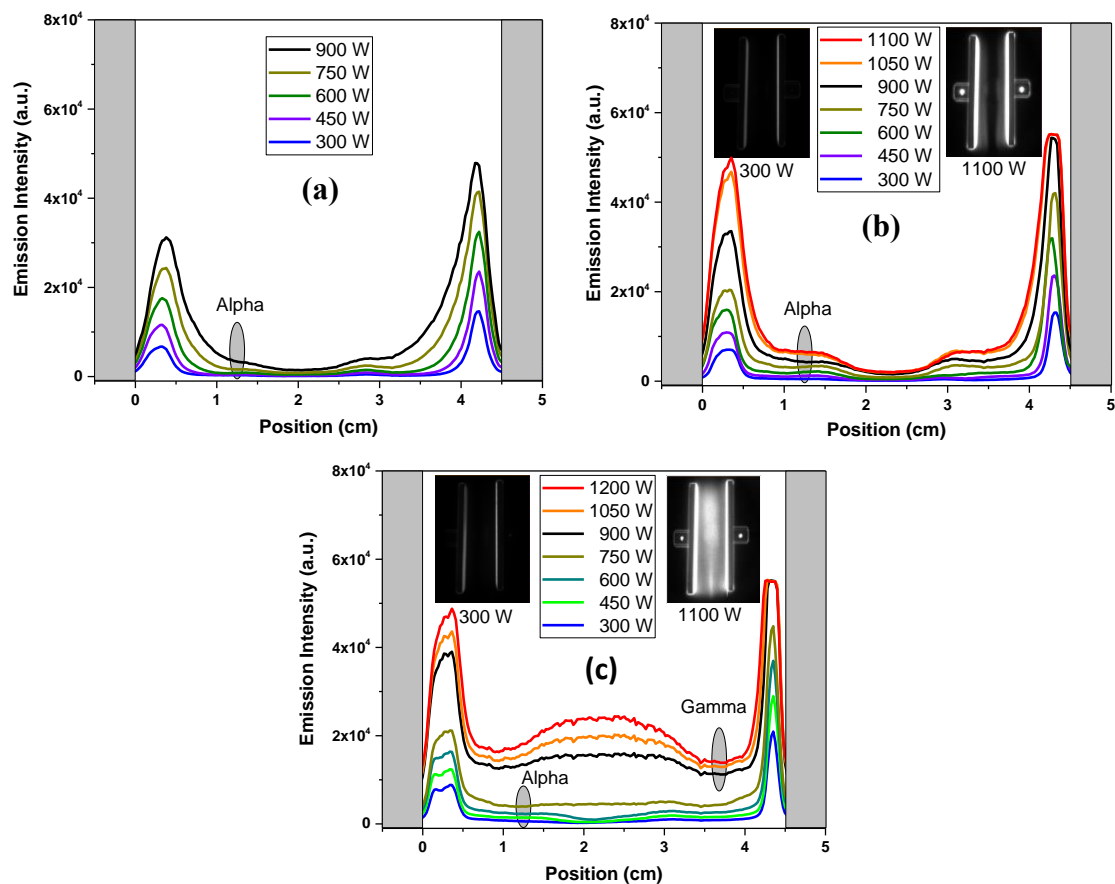 8x10⁴
6x10⁴
4x10⁴
2x10⁴
0
Emission Intensity (a.u.)
900 W
750 W
600 W
450 W
300 W
(a)
Alpha
0 1 2 3 4 5
Position (cm)
8x10⁴
6x10⁴
4x10⁴
2x10⁴
0
Emission Intensity (a.u.)
300 W
1100 W
1050 W
900 W
750 W
600 W
450 W
300 W
1100 W
(b)
Alpha
0 1 2 3 4 5
Position (cm)
8x10⁴
6x10⁴
4x10⁴
2x10⁴
0
Emission Intensity (a.u.)
300 W
1200 W
1050 W
900 W
750 W
600 W
450 W
300 W
1100 W
(c)
Gamma
Alpha
0 1 2 3 4 5
Position (cm)